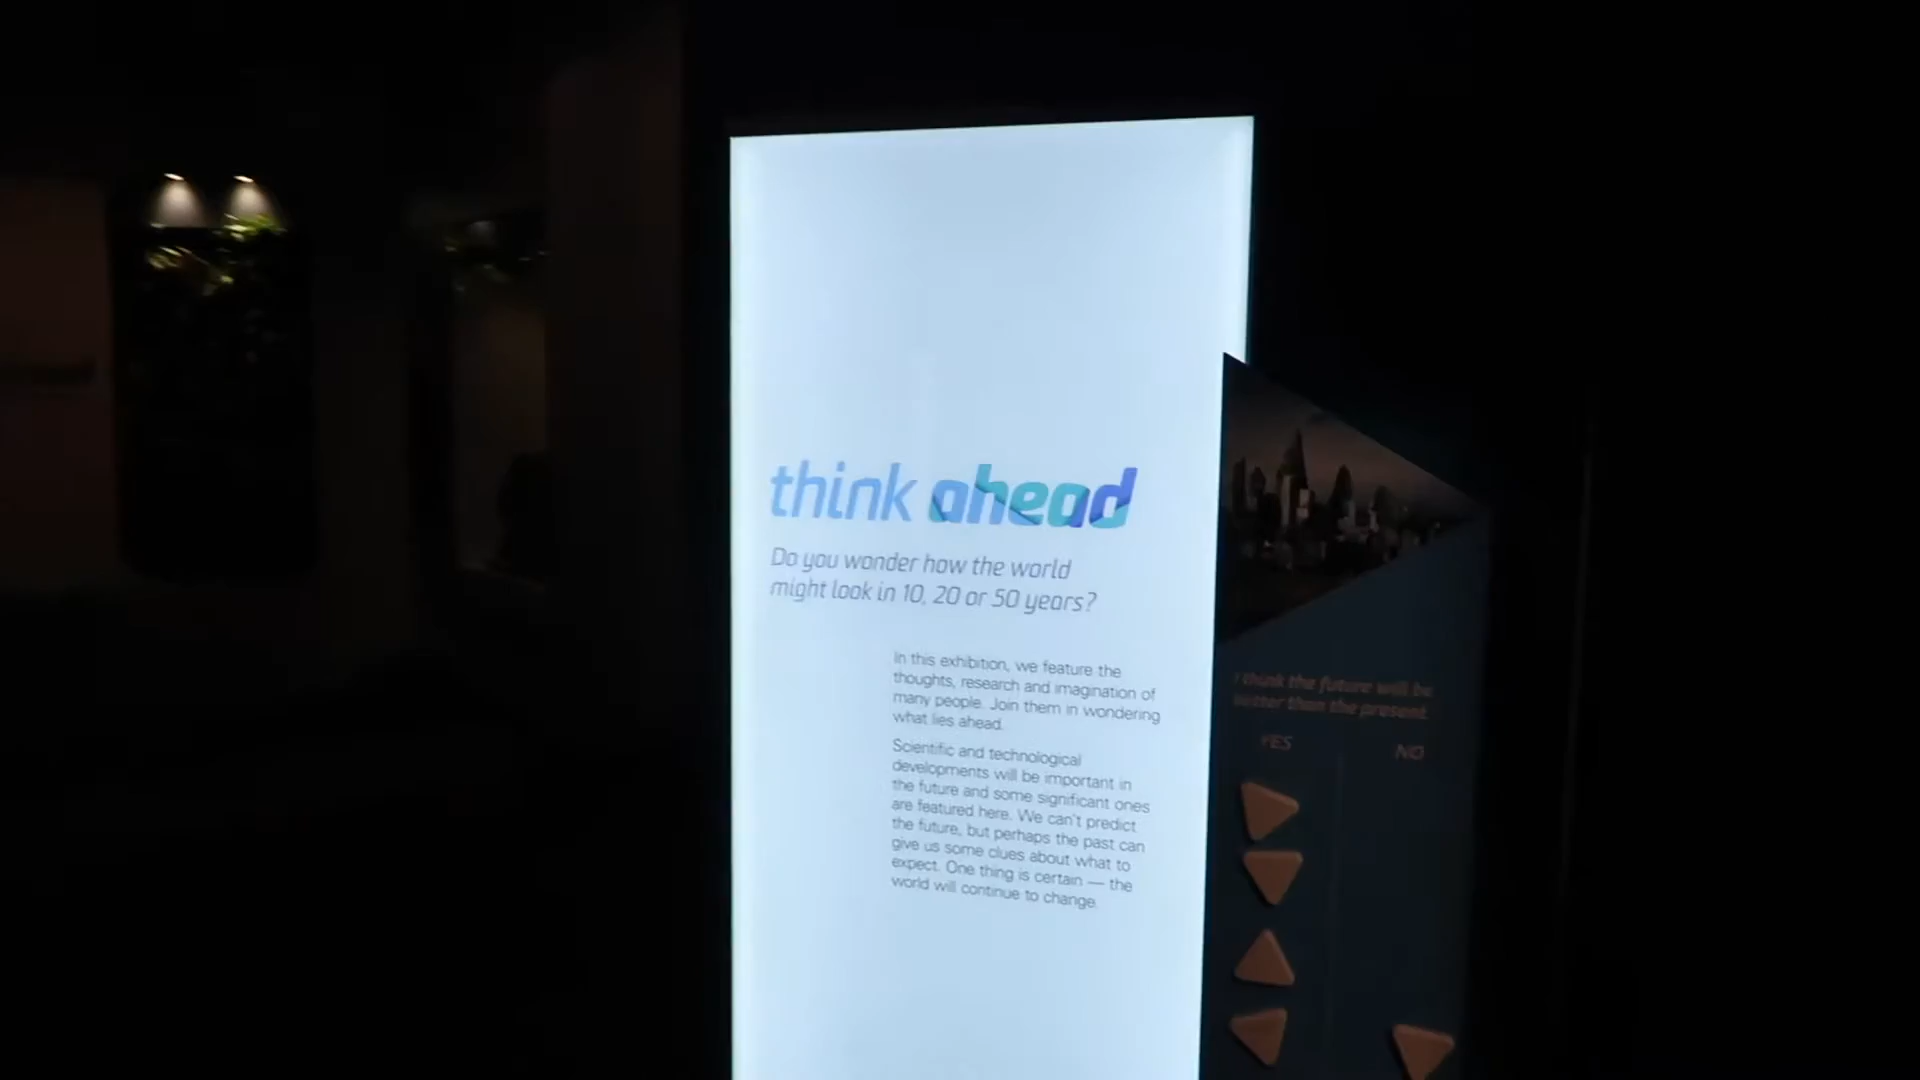 think ahead
Do you wonder how the world
might look in 10, 20 or 50 years?
In this exhibition, we feature the
thoughts, research and imagination of
many people. Join them in wondering
what lies ahead.
Scientific and technological
developments will be important in
the future and some significant ones
are featured here. We can't predict
the future, but perhaps the past can
give us some clues about what to
expect. One thing is certain — the
world will continue to change.
I think the future will be
better than the present.
YES
NO